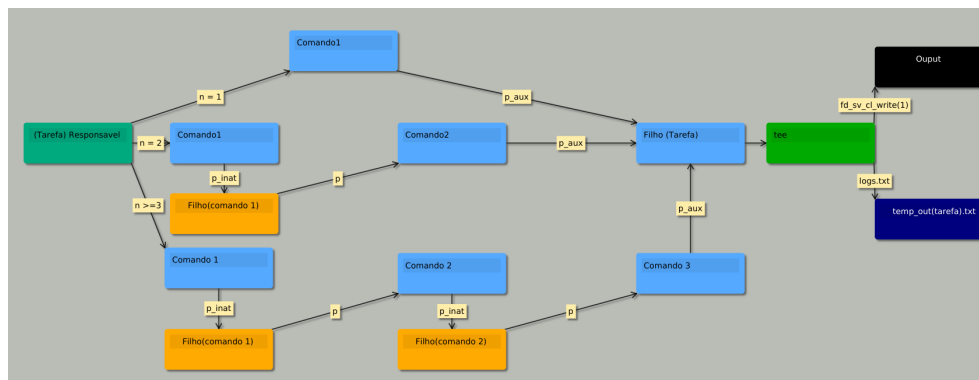 Comando1
Ouput
n = 1
p_aux
fd_sv_cl_write(1)
(Tarefa) Responsavel
n = 2
Comando1
Comando2
p_aux
Filho (Tarefa)
tee
p_inat
p
logs.txt
n >=3
Filho(comando 1)
p_aux
temp_out(tarefa).txt
Comando 1
Comando 2
Comando 3
p_inat
p
p_inat
p
Filho(comando 1)
Filho(comando 2)